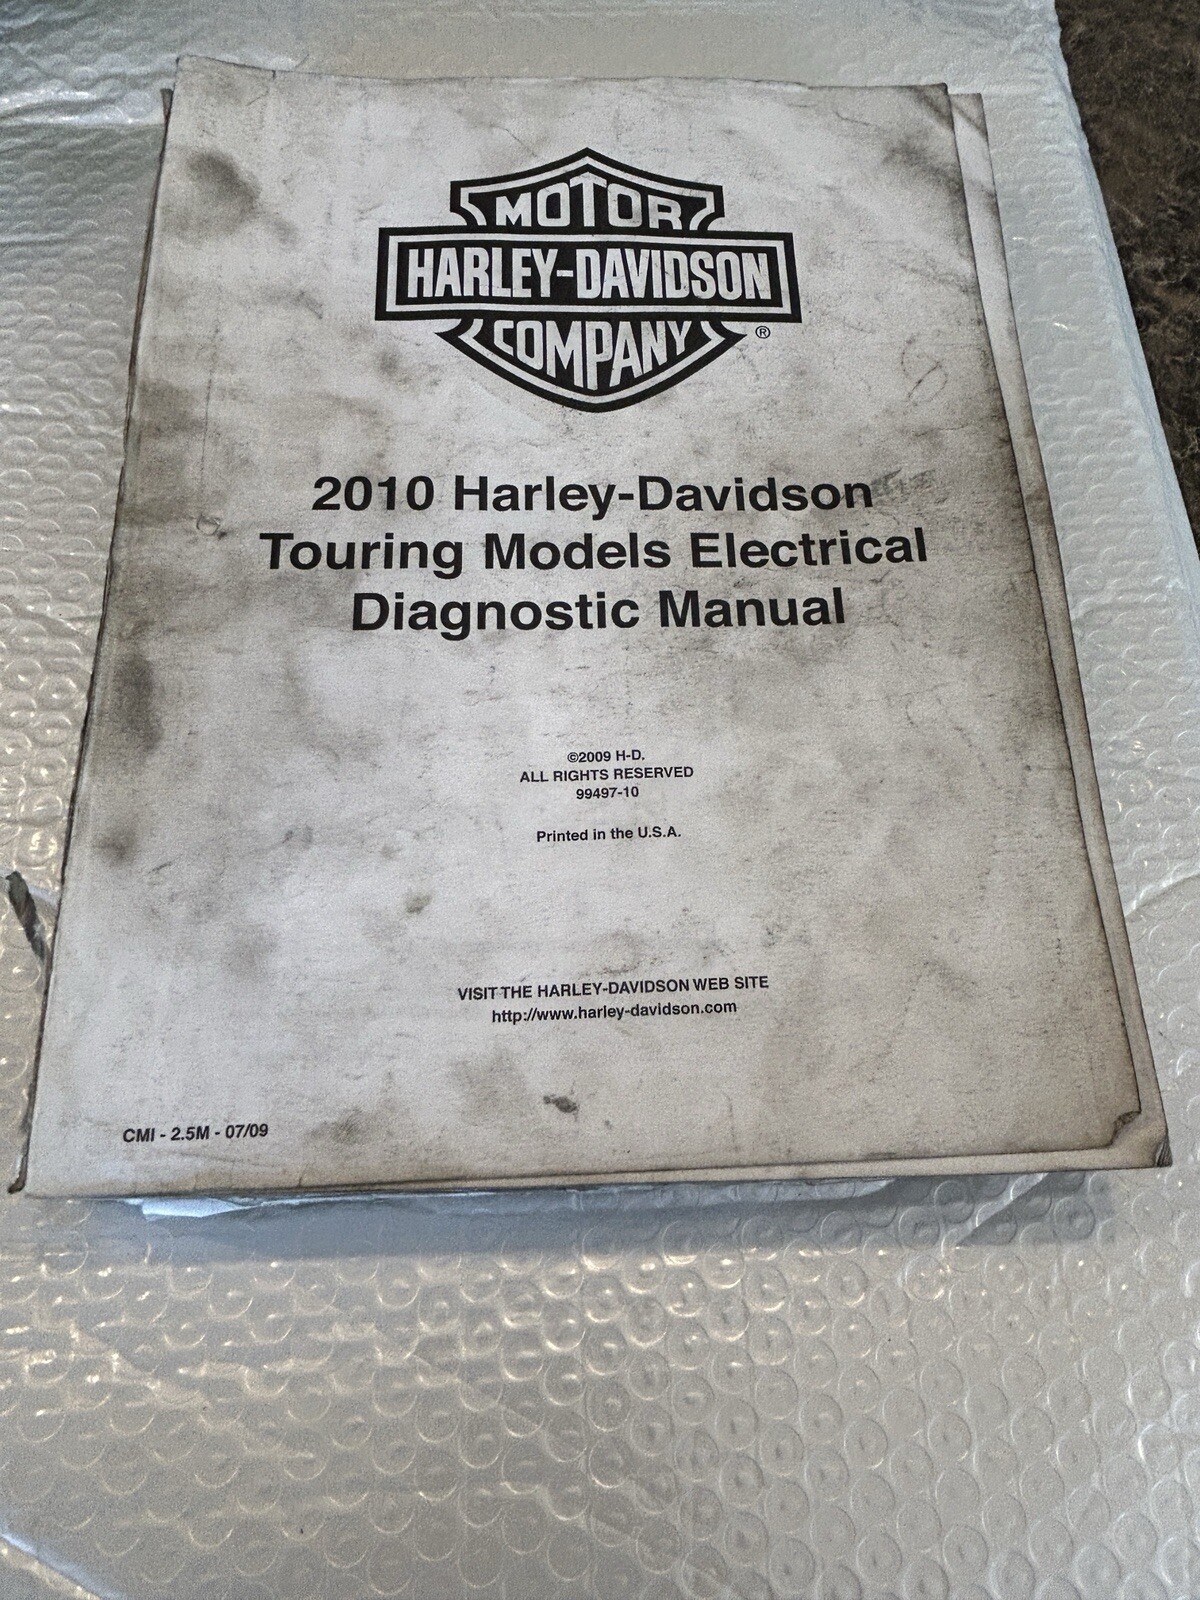 MOTOR
HARLEY-DAVIDSON
COMPANY
®
2010 Harley-Davidson
Touring Models Electrical
Diagnostic Manual
©2009 H-D.
ALL RIGHTS RESERVED
99497-10
Printed in the U.S.A.
VISIT THE HARLEY-DAVIDSON WEB SITE
http://www.harley-davidson.com
CMI - 2.5M - 07/09